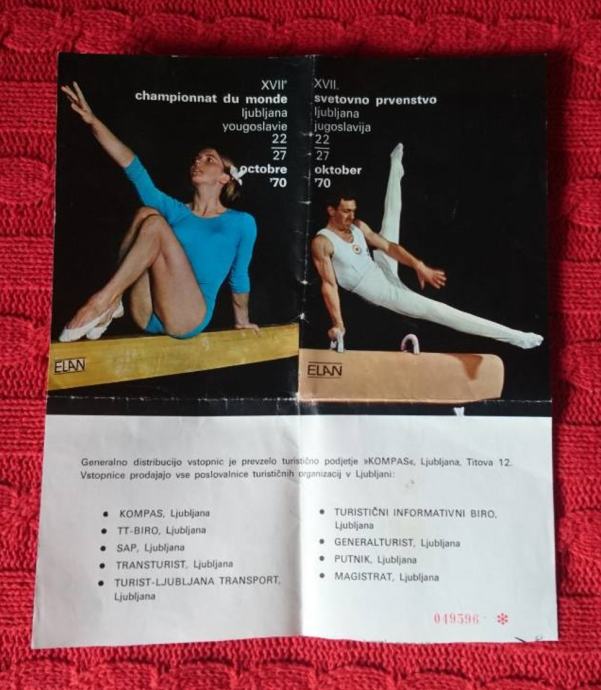 XVIIe
championnat du monde
ljubljana
yougoslavie
22
27
octobre
'70
XVII.
svetovno prvenstvo
ljubljana
jugoslavija
22
27
oktober
'70
ELAN
ELAN
Generalno distribucijo vstopnic je prevzelo turistično podjetje »KOMPAS«, Ljubljana, Titova 12.
Vstopnice prodajajo vse poslovalnice turističnih organizacij v Ljubljani:
• KOMPAS, Ljubljana
• TT-BIRO, Ljubljana
• SAP, Ljubljana
• TRANSTURIST, Ljubljana
• TURIST-LJUBLJANA TRANSPORT,
Ljubljana
• TURISTIČNI INFORMATIVNI BIRO,
Ljubljana
• GENERALTURIST, Ljubljana
• PUTNIK, Ljubljana
• MAGISTRAT, Ljubljana
049596 *